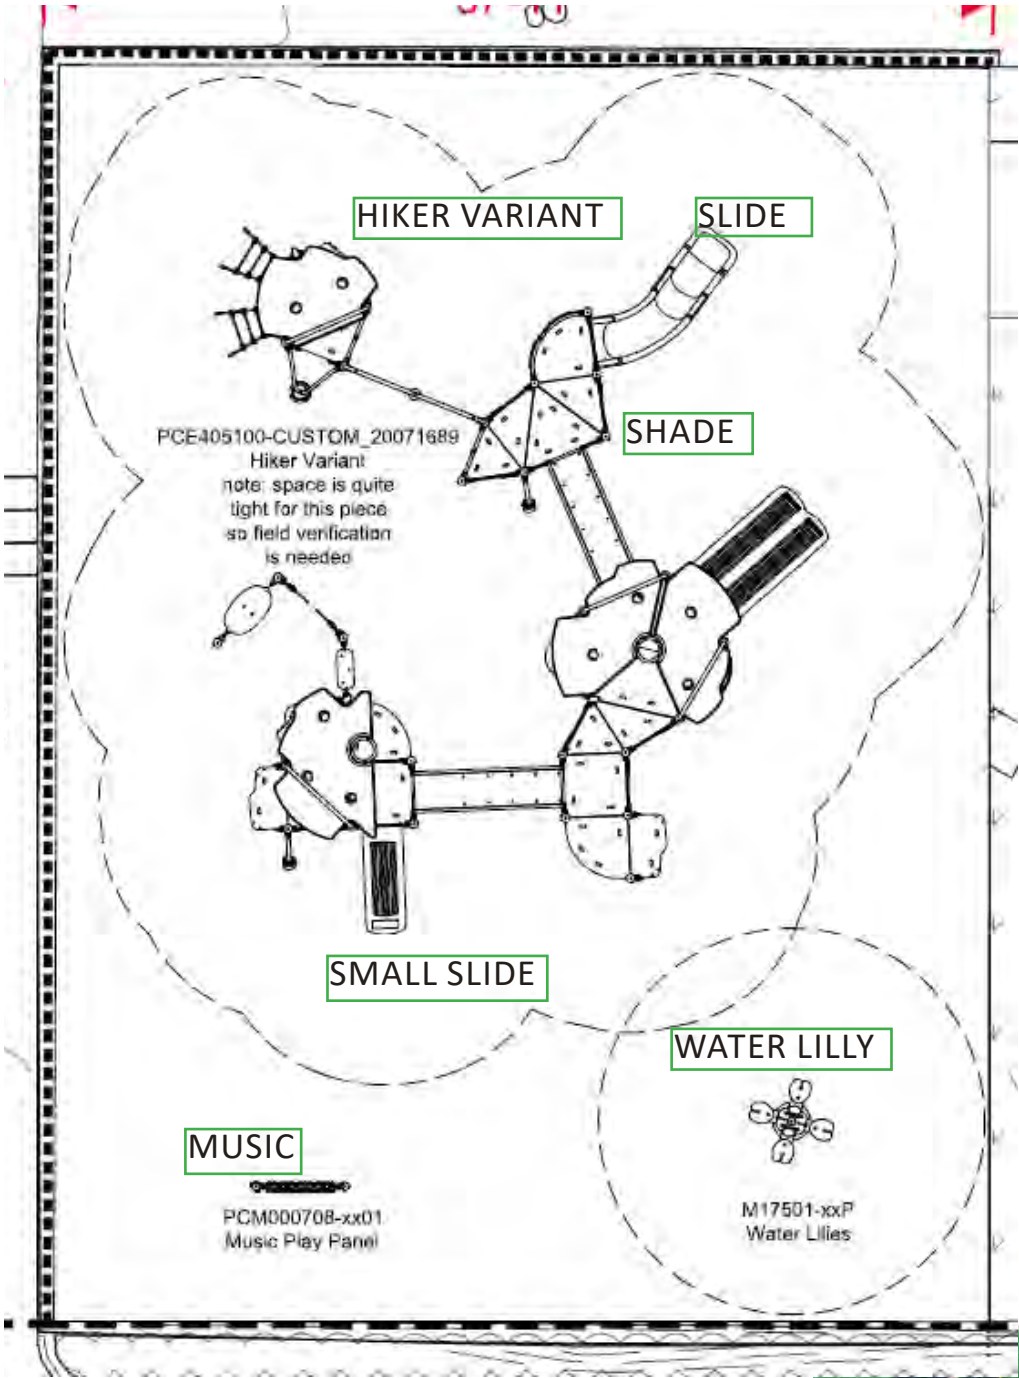 HIKER VARIANT
SLIDE
SHADE
PCE405100-CUSTOM_20071689
Hiker Variant
note: space is quite
tight for this piece
so field verification
is needed
SMALL SLIDE
WATER LILLY
MUSIC
PCM000708-xx01
Music Play Panel
M17501-xxP
Water Lilies